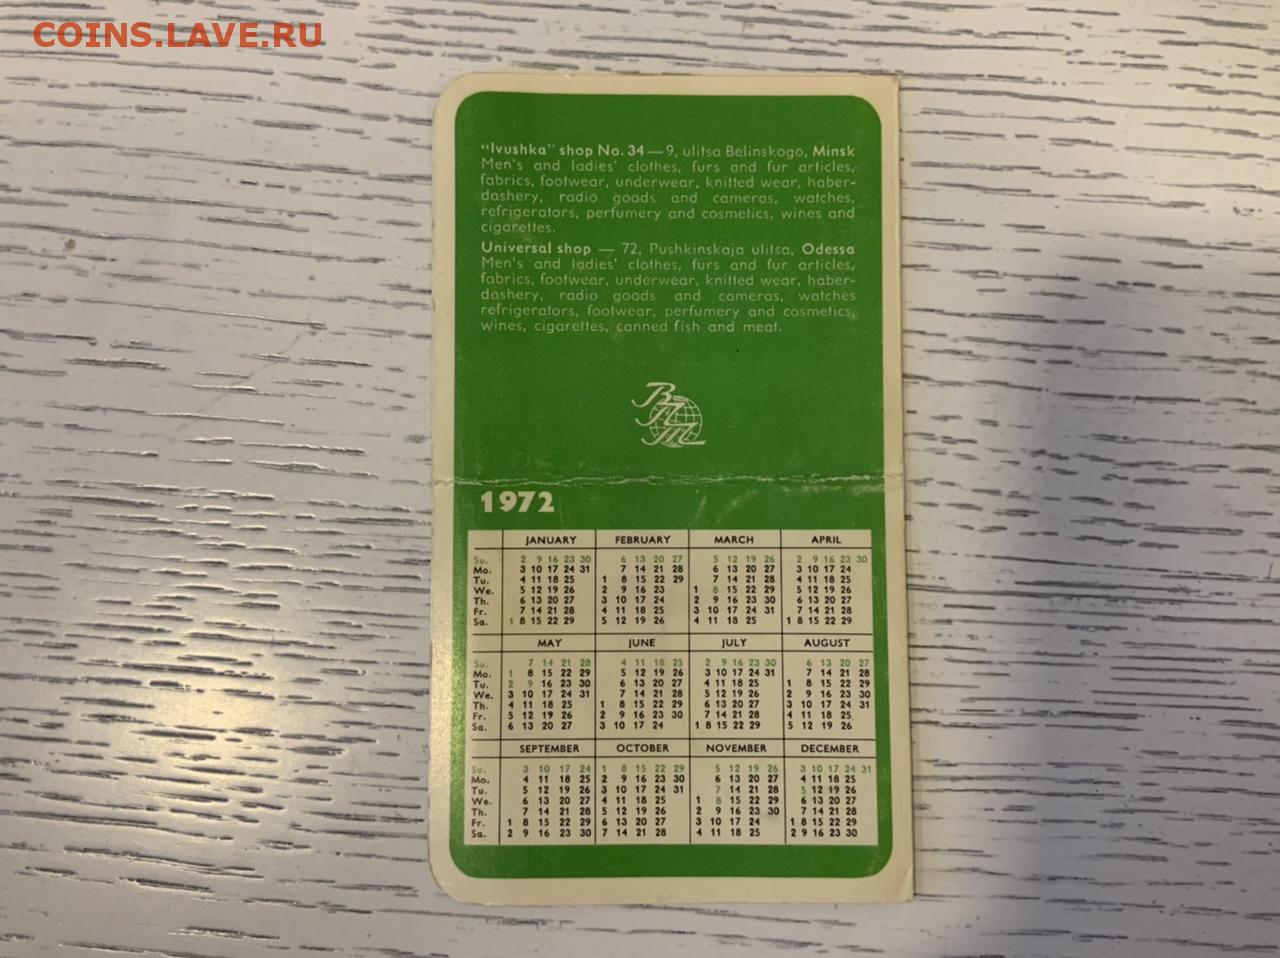 COINS.LAVE.RU
"Ivushka" shop No. 34 — 9, ulitsa Belinskogo, Minsk
Men's and ladies' clothes, furs and fur articles,
fabrics, footwear, underwear, knitted wear, haber-
dashery, radio goods and cameras, watches,
refrigerators, perfumery and cosmetics, wines and
cigarettes.
Universal shop — 72, Pushkinskaja ulitsa, Odessa
Men's and ladies' clothes, furs and fur articles,
fabrics, footwear, underwear, knitted wear, haber-
dashery, radio goods and cameras, watches
refrigerators, footwear, perfumery and cosmetics,
wines, cigarettes, canned fish and meat.
ВПТ
1972
JANUARY FEBRUARY MARCH APRIL
Su. 2 9 16 23 30 6 13 20 27 5 12 19 26 2 9 16 23 30
Mo. 3 10 17 24 31 7 14 21 28 6 13 20 27 3 10 17 24
Tu. 4 11 18 25 1 8 15 22 29 7 14 21 28 4 11 18 25
We. 5 12 19 26 2 9 16 23 1 8 15 22 29 5 12 19 26
Th. 6 13 20 27 3 10 17 24 2 9 16 23 30 6 13 20 27
Fr. 7 14 21 28 4 11 18 25 3 10 17 24 31 7 14 21 28
Sa. 1 8 15 22 29 5 12 19 26 4 11 18 25 1 8 15 22 29
MAY JUNE JULY AUGUST
Su. 7 14 21 28 4 11 18 25 2 9 16 23 30 6 13 20 27
Mo. 1 8 15 22 29 5 12 19 26 3 10 17 24 31 7 14 21 28
Tu. 2 9 16 23 30 6 13 20 27 4 11 18 25 1 8 15 22 29
We. 3 10 17 24 31 7 14 21 28 5 12 19 26 2 9 16 23 30
Th. 4 11 18 25 1 8 15 22 29 6 13 20 27 3 10 17 24 31
Fr. 5 12 19 26 2 9 16 23 30 7 14 21 28 4 11 18 25
Sa. 6 13 20 27 3 10 17 24 1 8 15 22 29 5 12 19 26
SEPTEMBER OCTOBER NOVEMBER DECEMBER
Su. 3 10 17 24 1 8 15 22 29 5 12 19 26 3 10 17 24 31
Mo. 4 11 18 25 2 9 16 23 30 6 13 20 27 4 11 18 25
Tu. 5 12 19 26 3 10 17 24 31 7 14 21 28 5 12 19 26
We. 6 13 20 27 4 11 18 25 1 8 15 22 29 6 13 20 27
Th. 7 14 21 28 5 12 19 26 2 9 16 23 30 7 14 21 28
Fr. 1 8 15 22 29 6 13 20 27 3 10 17 24 1 8 15 22 29
Sa. 2 9 16 23 30 7 14 21 28 4 11 18 25 2 9 16 23 30